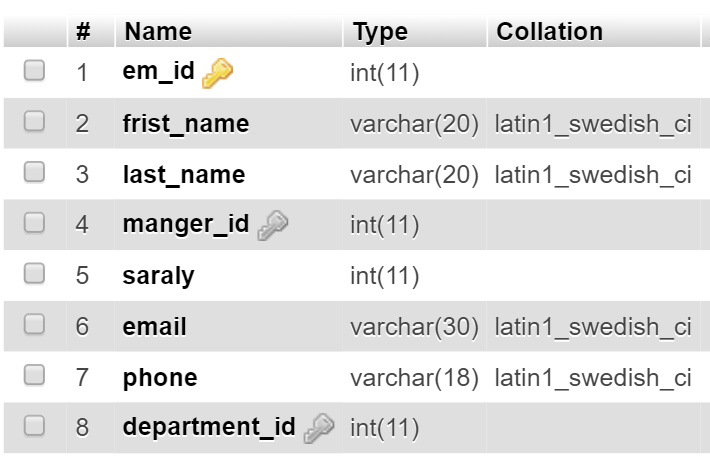 # Name Type Collation
1 em_id int(11)
2 frist_name varchar(20) latin1_swedish_ci
3 last_name varchar(20) latin1_swedish_ci
4 manger_id int(11)
5 saraly int(11)
6 email varchar(30) latin1_swedish_ci
7 phone varchar(18) latin1_swedish_ci
8 department_id int(11)